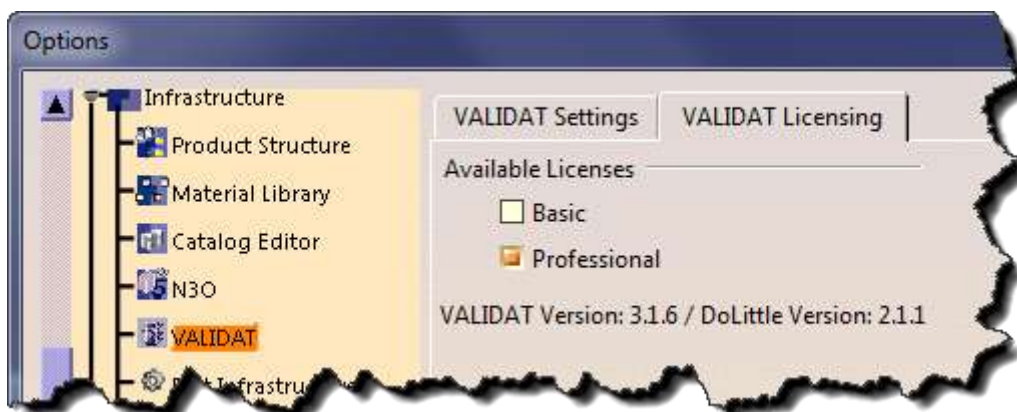 Options
Infrastructure
Product Structure
Material Library
Catalog Editor
N3O
VALIDAT
VALIDAT Settings
VALIDAT Licensing
Available Licenses
Basic
Professional
VALIDAT Version: 3.1.6 / DoLittle Version: 2.1.1